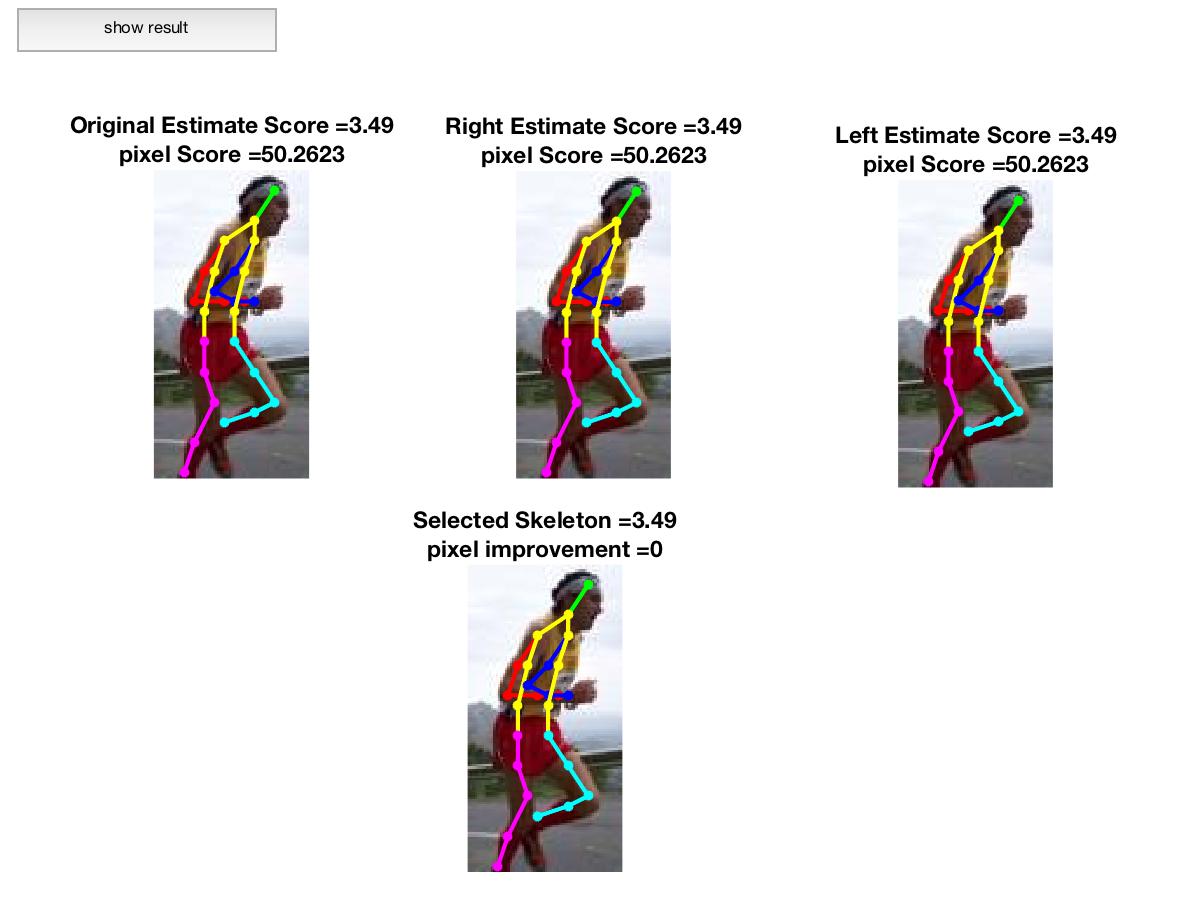 show result
Original Estimate Score =3.49
pixel Score =50.2623
Right Estimate Score =3.49
pixel Score =50.2623
Left Estimate Score =3.49
pixel Score =50.2623
Selected Skeleton =3.49
pixel improvement =0